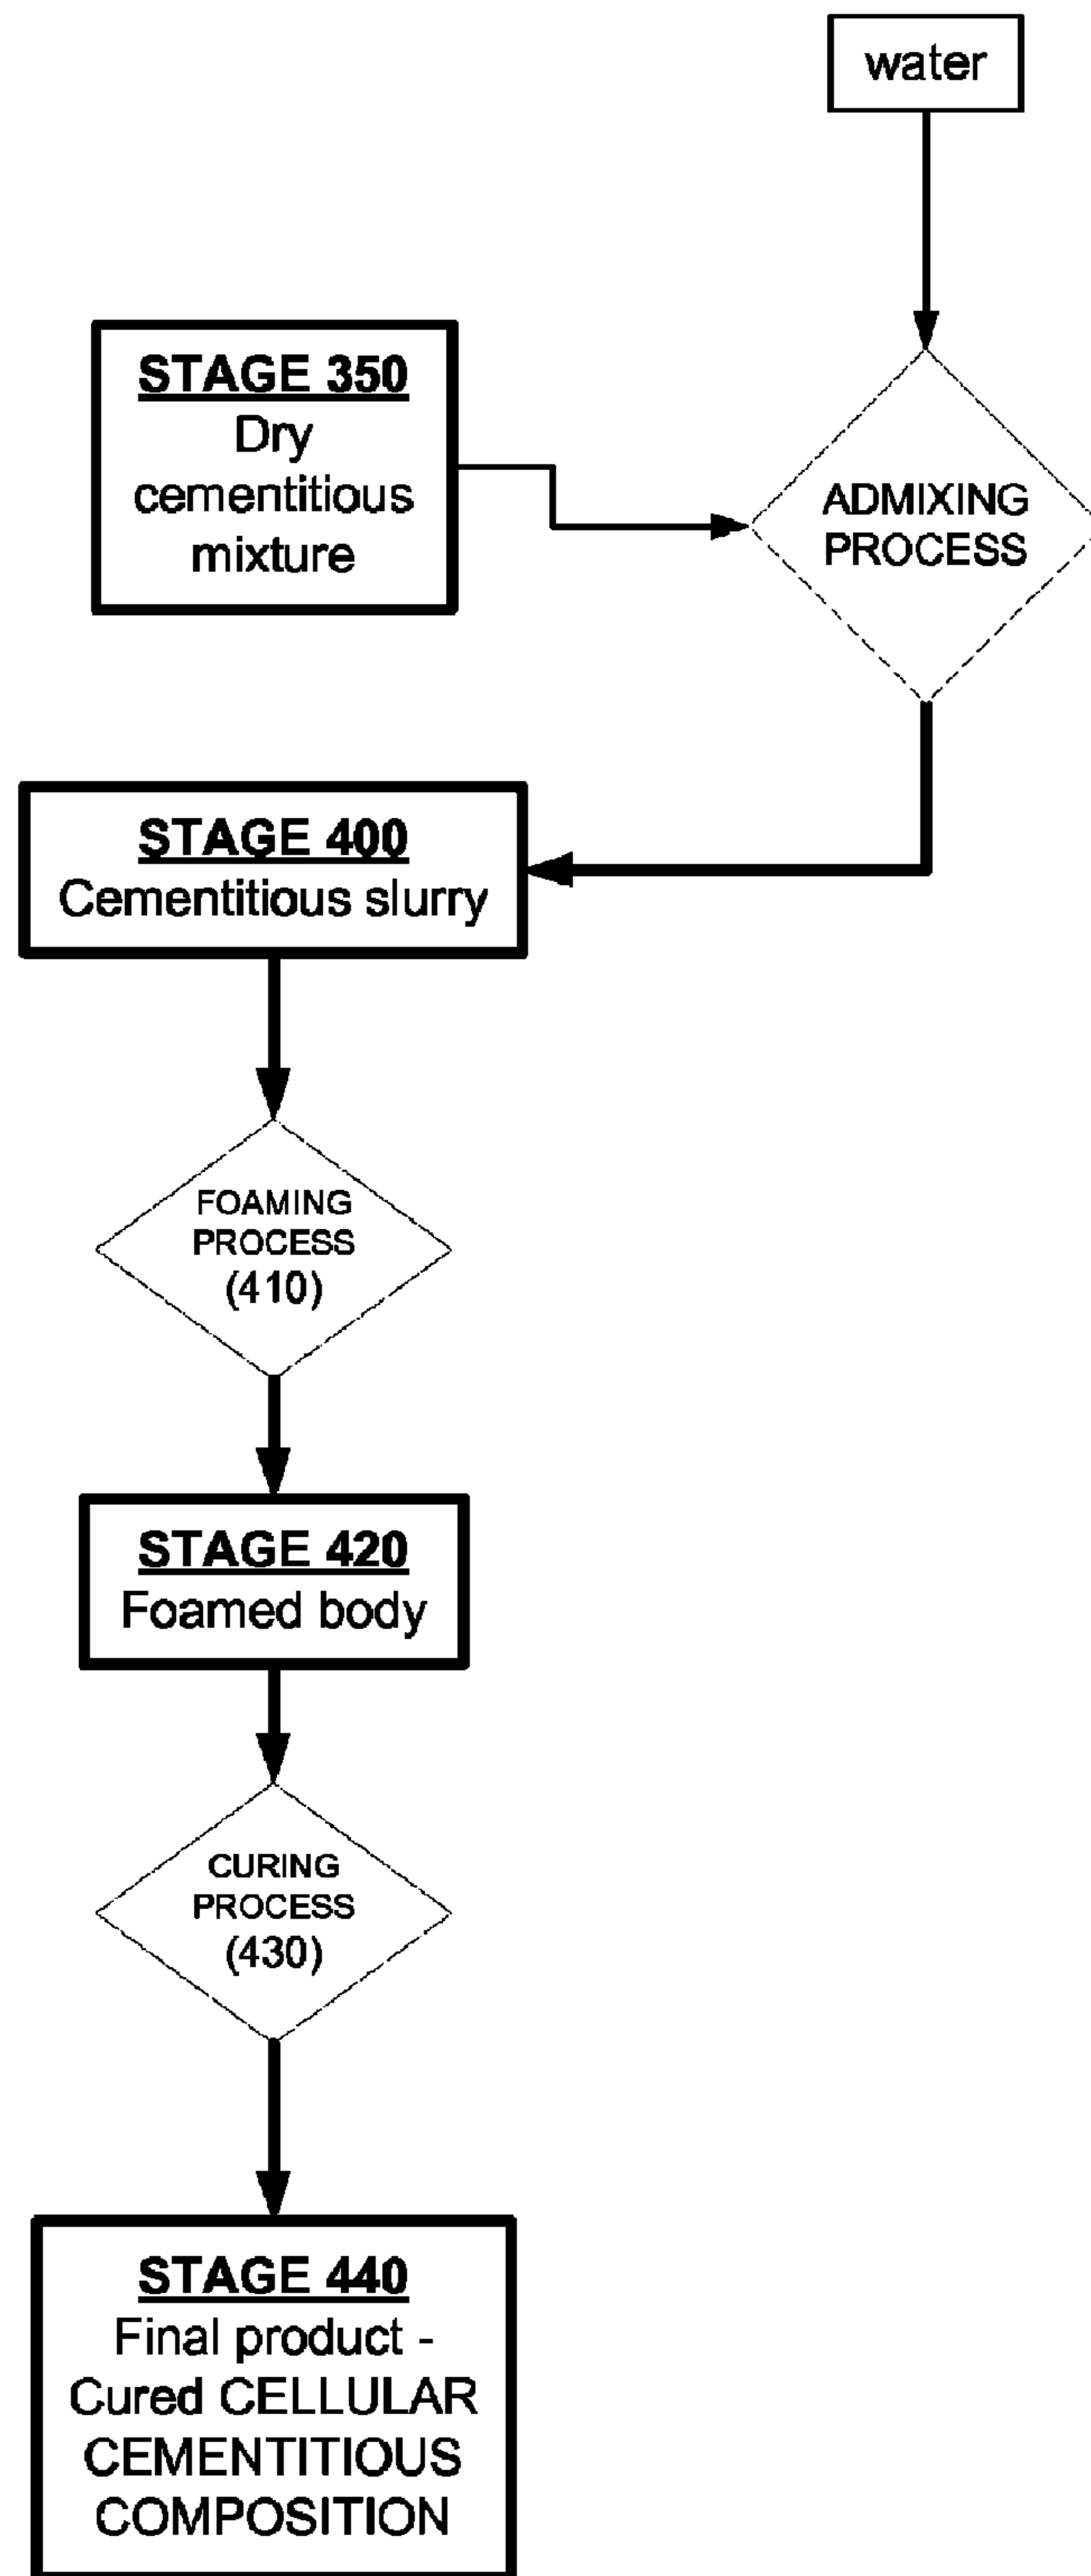 water
STAGE 350
Dry
cementitious
mixture
ADMIXING
PROCESS
STAGE 400
Cementitious slurry
FOAMING
PROCESS
(410)
STAGE 420
Foamed body
CURING
PROCESS
(430)
STAGE 440
Final product -
Cured CELLULAR
CEMENTITIOUS
COMPOSITION